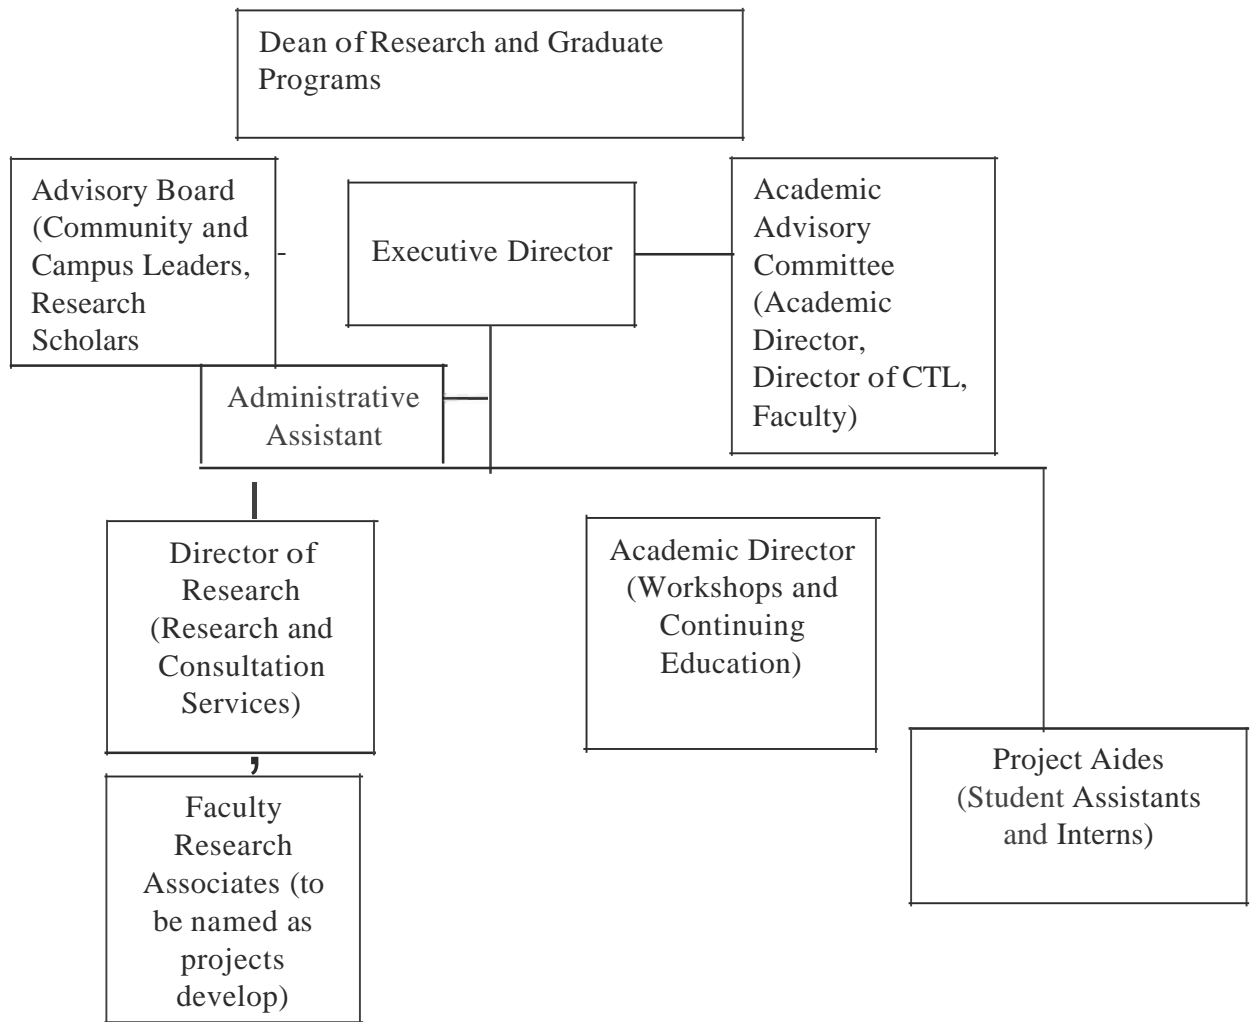 Dean of Research and Graduate
Programs
Advisory Board
(Community and
Campus Leaders,
Research
Scholars
Executive Director
Academic
Advisory
Committee
(Academic
Director,
Director of CTL,
Faculty)
Administrative
Assistant
Director of
Research
(Research and
Consultation
Services)
Academic Director
(Workshops and
Continuing
Education)
Project Aides
(Student Assistants
and Interns)
Faculty
Research
Associates (to
be named as
projects
develop)